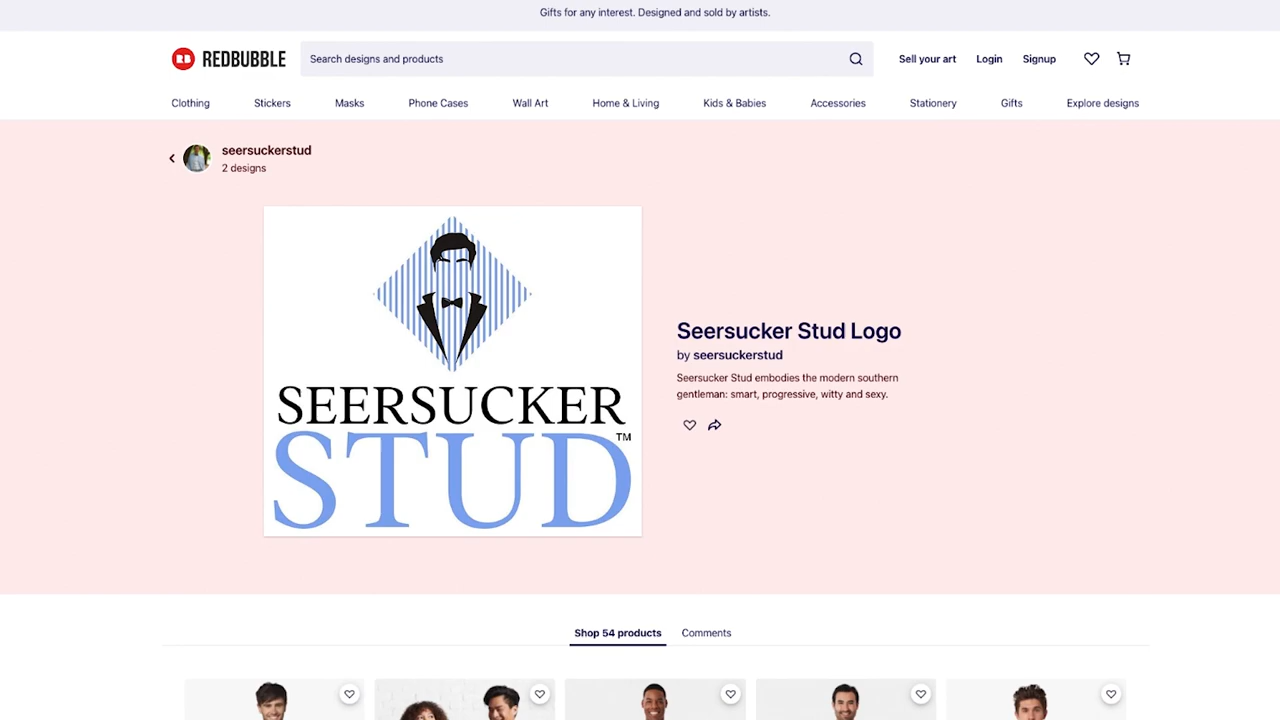 Gifts for any interest. Designed and sold by artists.
RB REDBUBBLE
Search designs and products
Sell your art
Login
Signup
Clothing
Stickers
Masks
Phone Cases
Wall Art
Home & Living
Kids & Babies
Accessories
Stationery
Gifts
Explore designs
seersuckerstud
2 designs
SEERSUCKER
STUD™
Seersucker Stud Logo
by seersuckerstud
Seersucker Stud embodies the modern southern
gentleman: smart, progressive, witty and sexy.
Shop 54 products
Comments